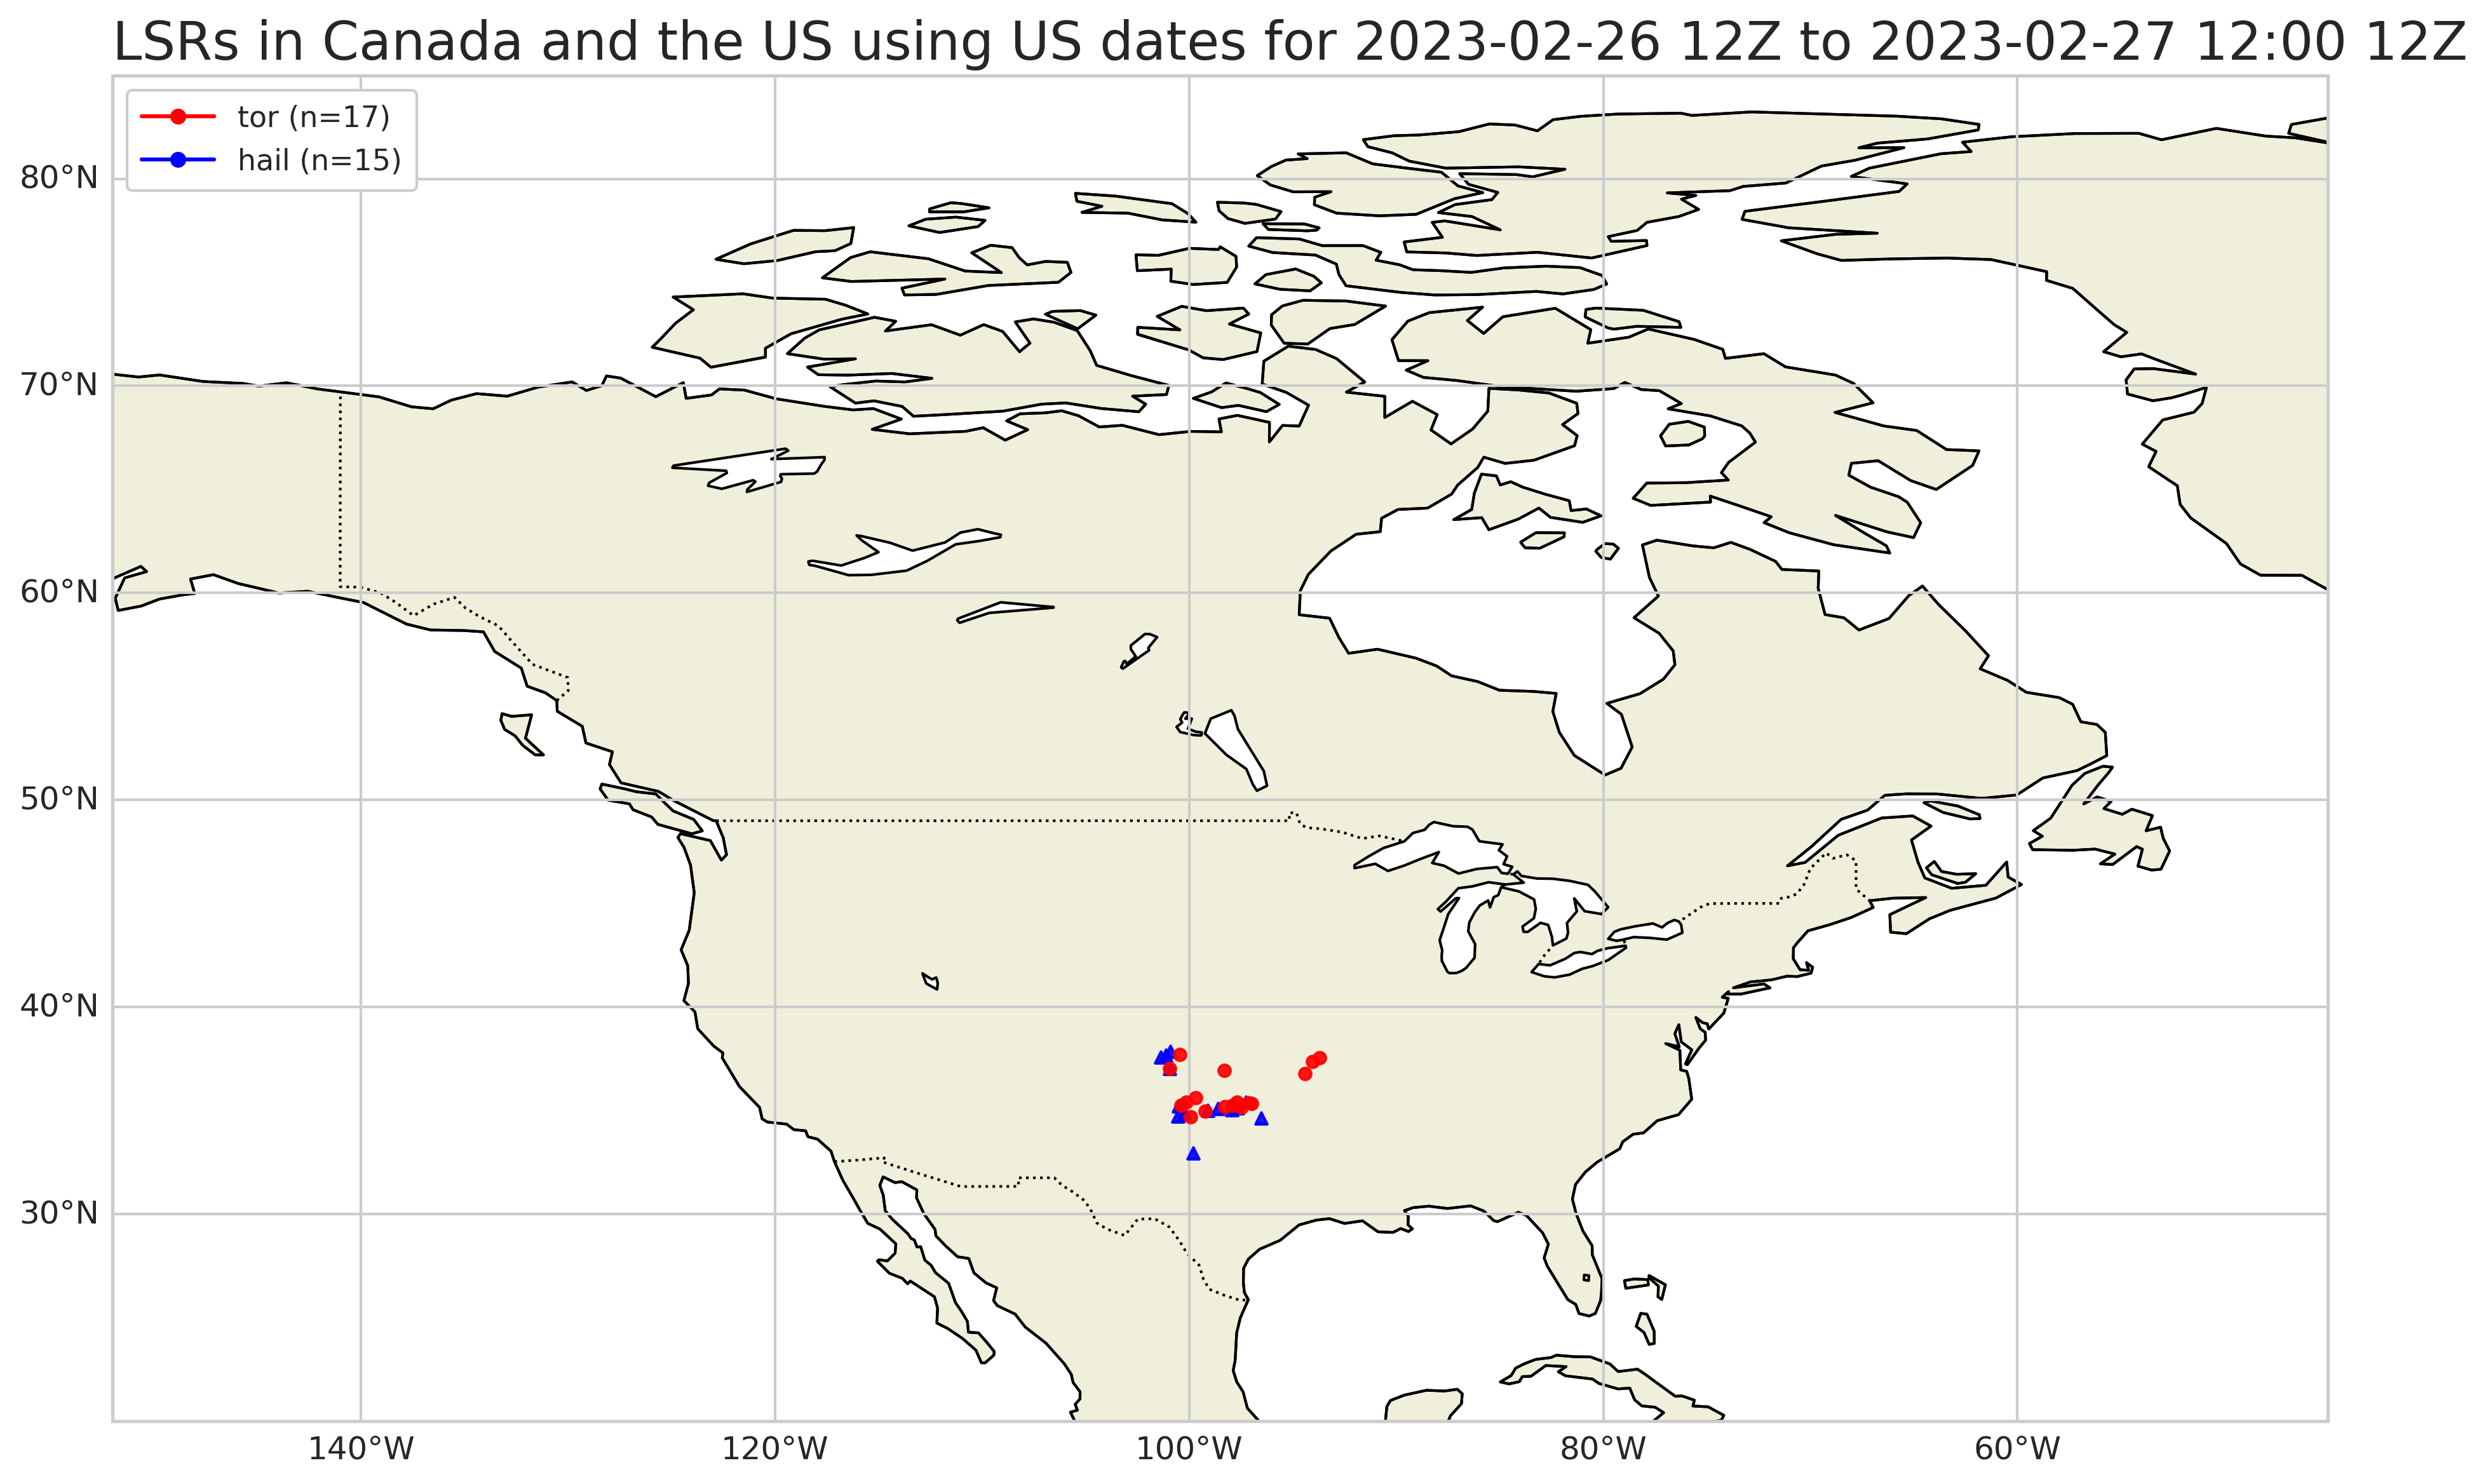 LSRs in Canada and the US using US dates for 2023-02-26 12Z to 2023-02-27 12:00 12Z
tor (n=17)
hail (n=15)
80°N
70°N
60°N
50°N
40°N
30°N
140°W
120°W
100°W
80°W
60°W